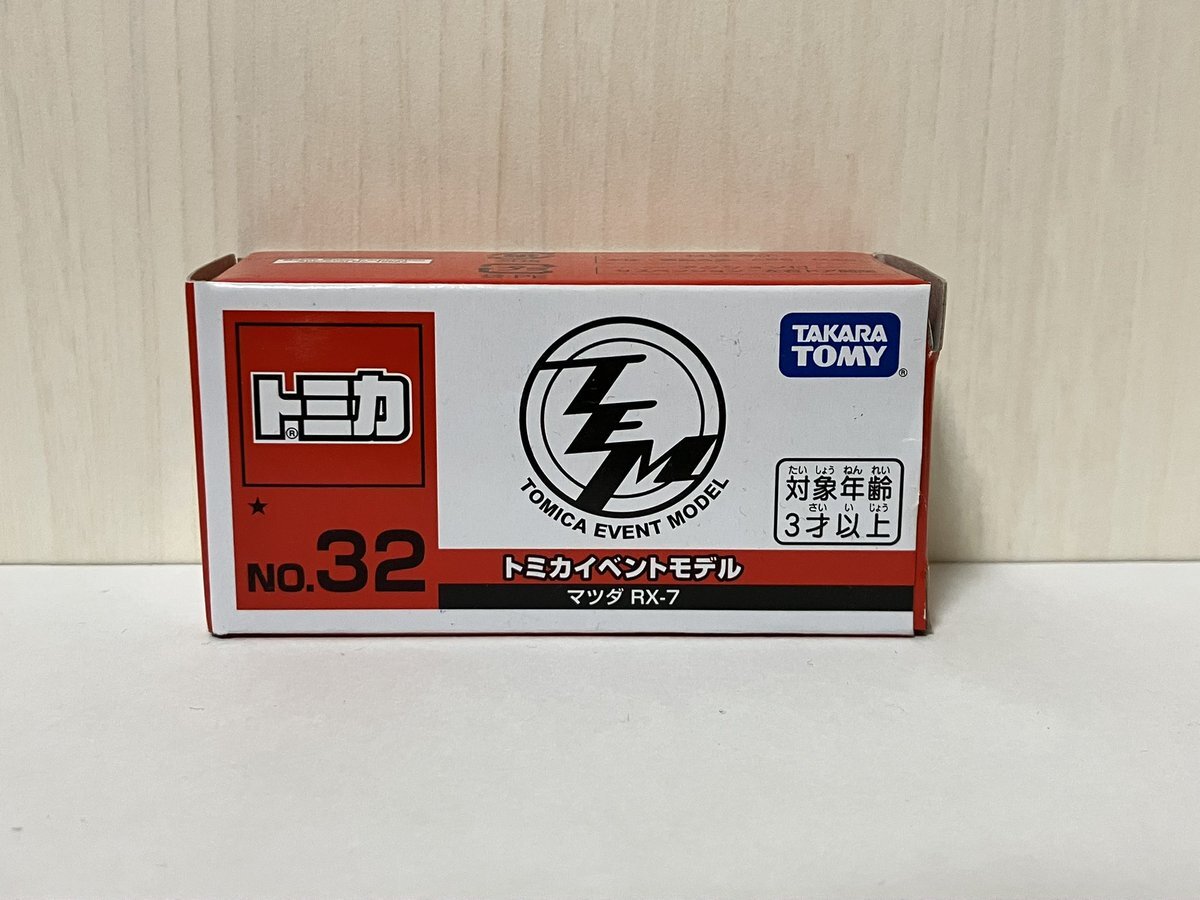 トミカ®
★
NO.32
TEM
TOMICA EVENT MODEL
TAKARA
TOMY®
たいしょうねんれい
対象年齢
さいいじょう
3才以上
トミカイベントモデル
マツダ RX-7